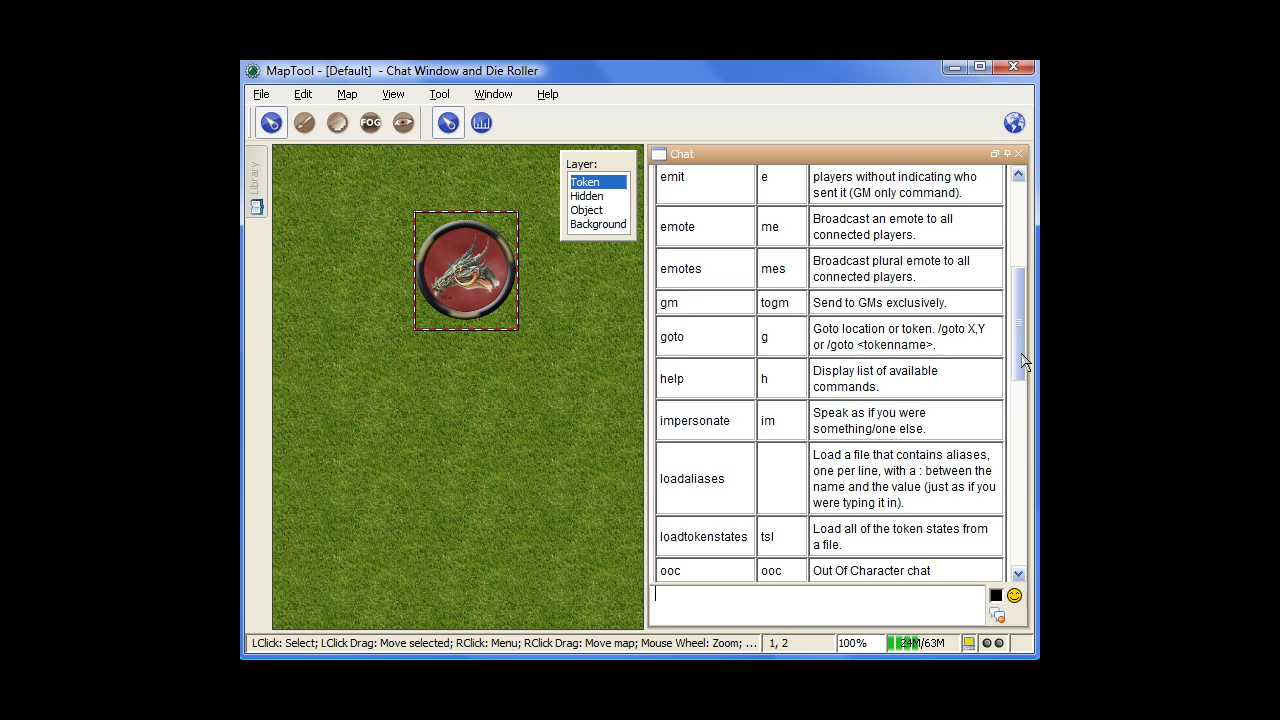 MapTool - [Default] - Chat Window and Die Roller
File Edit Map View Tool Window Help
FOG
Library
Layer:
Token
Hidden
Object
Background
Chat
emit e players without indicating who
sent it (GM only command).
emote me Broadcast an emote to all
connected players.
emotes mes Broadcast plural emote to all
connected players.
gm togm Send to GMs exclusively.
goto g Goto location or token. /goto X,Y
or /goto <tokenname>.
help h Display list of available
commands.
impersonate im Speak as if you were
something/one else.
loadaliases Load a file that contains aliases,
one per line, with a : between the
name and the value (just as if you
were typing it in).
loadtokenstates tsl Load all of the token states from
a file.
ooc ooc Out Of Character chat
LClick: Select; LClick Drag: Move selected; RClick: Menu; RClick Drag: Move map; Mouse Wheel: Zoom; ... 1, 2 100% 24M/63M